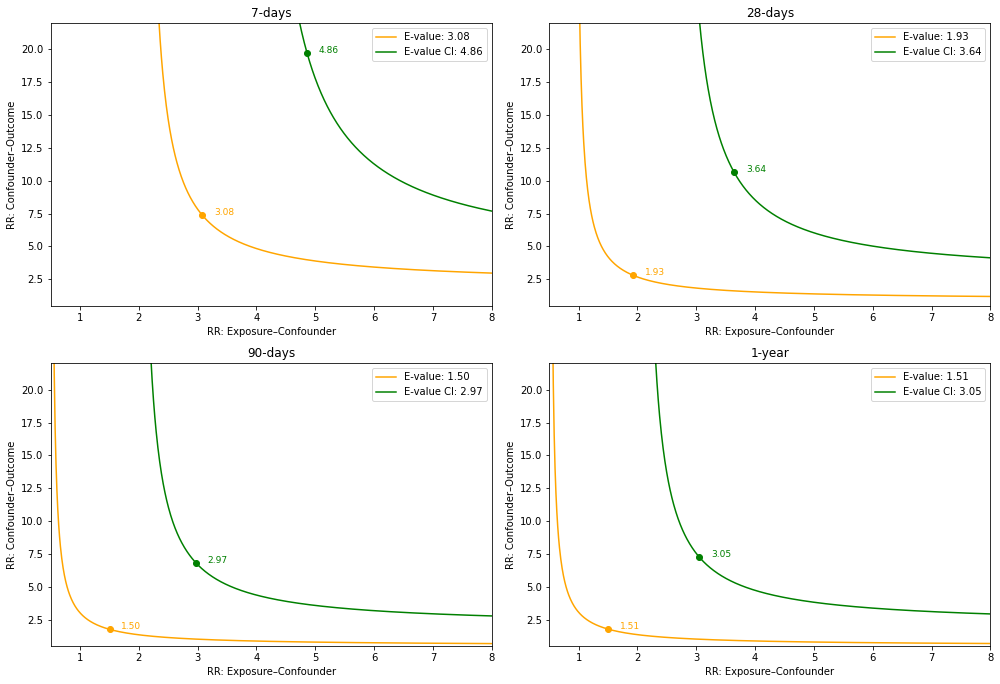 7-days
E-value: 3.08
E-value CI: 4.86
20.0
17.5
15.0
12.5
10.0
7.5
5.0
2.5
RR: Confounder–Outcome
4.86
3.08
1 2 3 4 5 6 7 8
RR: Exposure–Confounder
28-days
E-value: 1.93
E-value CI: 3.64
20.0
17.5
15.0
12.5
10.0
7.5
5.0
2.5
RR: Confounder–Outcome
3.64
1.93
1 2 3 4 5 6 7 8
RR: Exposure–Confounder
90-days
E-value: 1.50
E-value CI: 2.97
20.0
17.5
15.0
12.5
10.0
7.5
5.0
2.5
RR: Confounder–Outcome
2.97
1.50
1 2 3 4 5 6 7 8
RR: Exposure–Confounder
1-year
E-value: 1.51
E-value CI: 3.05
20.0
17.5
15.0
12.5
10.0
7.5
5.0
2.5
RR: Confounder–Outcome
3.05
1.51
1 2 3 4 5 6 7 8
RR: Exposure–Confounder